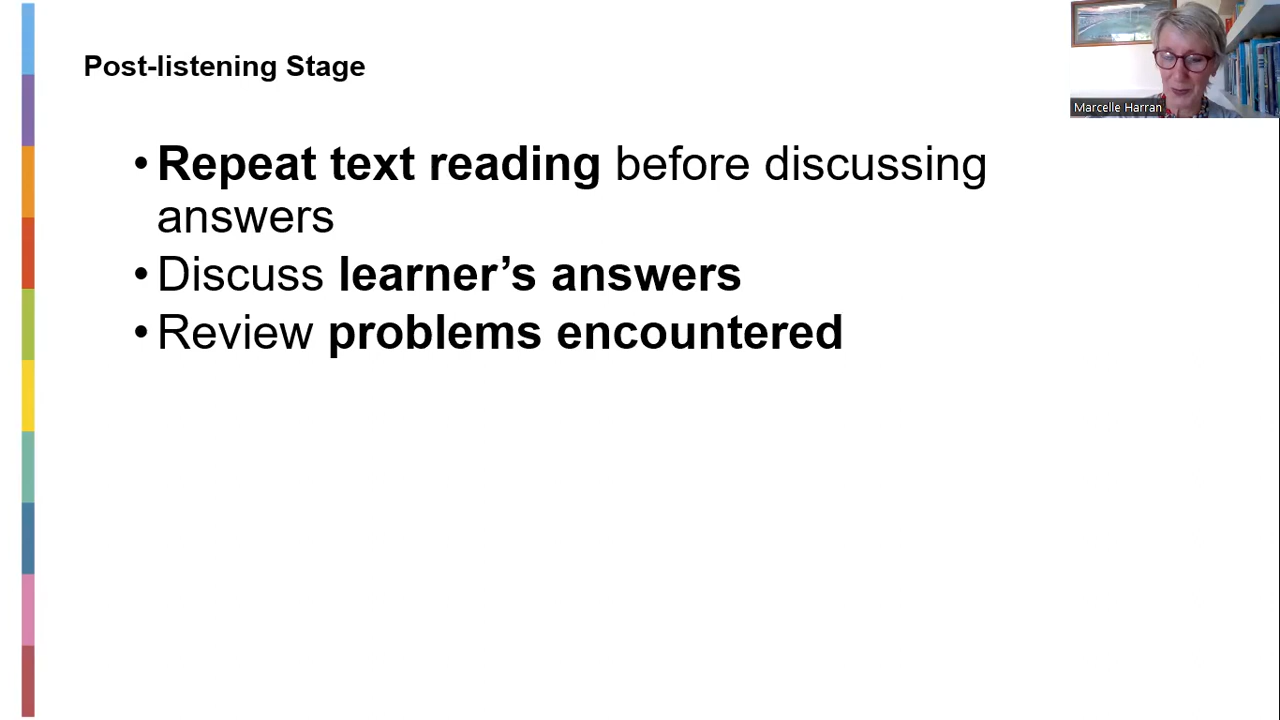 Post-listening Stage
Marcelle Harran
• Repeat text reading before discussing
answers
• Discuss learner’s answers
• Review problems encountered